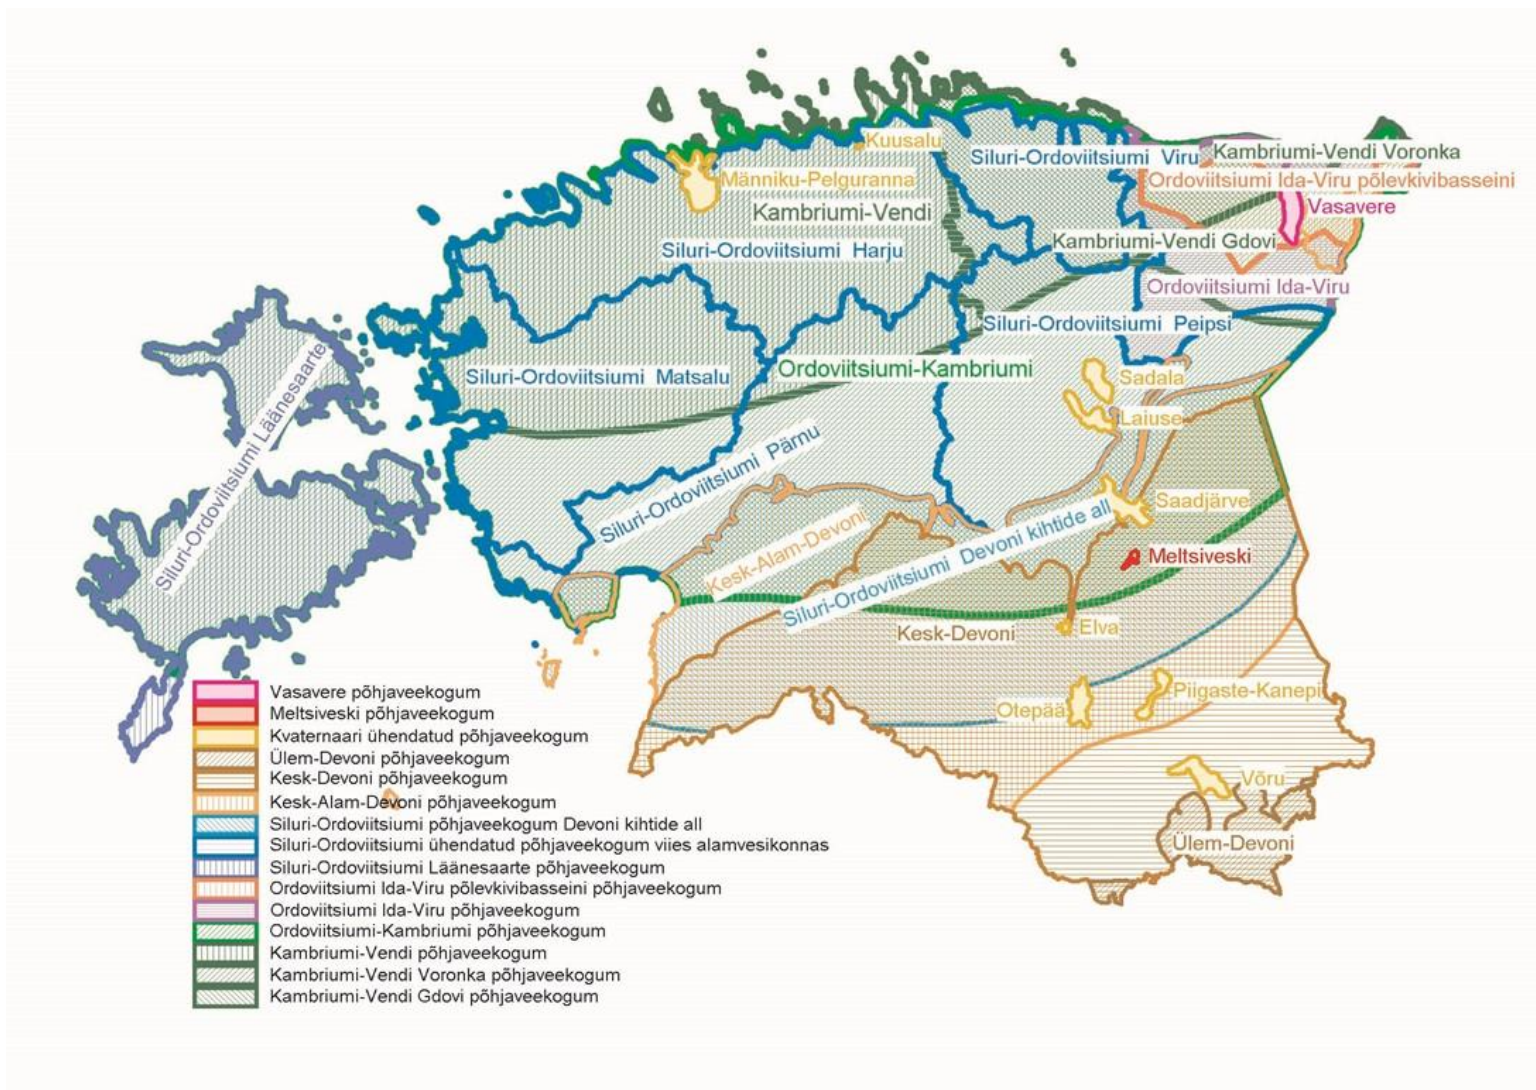 Kuusalu
Siluri-Ordoviitsiumi Viru
Kambriumi-Vendi Voronka
Männiku-Pelguranna
Ordoviitsiumi Ida-Viru põlevkivibasseini
Kambriumi-Vendi
Vasavere
Siluri-Ordoviitsiumi Harju
Kambriumi-Vendi Gdovi
Ordoviitsiumi Ida-Viru
Siluri-Ordoviitsiumi Peipsi
Siluri-Ordoviitsiumi Läänesaarte
Siluri-Ordoviitsiumi Matsalu
Ordoviitsiumi-Kambriumi
Sadala
Laiuse
Siluri-Ordoviitsiumi Pärnu
Saadjärve
Kesk-Alam-Devoni
Siluri-Ordoviitsiumi Devoni kihtide all
Meltsiveski
Kesk-Devoni
Elva
Otepää
Piigaste-Kanepi
Võru
Ülem-Devoni
Vasavere põhjaveekogum
Meltsiveski põhjaveekogum
Kvaternaari ühendatud põhjaveekogum
Ülem-Devoni põhjaveekogum
Kesk-Devoni põhjaveekogum
Kesk-Alam-Devoni põhjaveekogum
Siluri-Ordoviitsiumi põhjaveekogum Devoni kihtide all
Siluri-Ordoviitsiumi ühendatud põhjaveekogum viies alamvesikonnas
Siluri-Ordoviitsiumi Läänesaarte põhjaveekogum
Ordoviitsiumi Ida-Viru põlevkivibasseini põhjaveekogum
Ordoviitsiumi Ida-Viru põhjaveekogum
Ordoviitsiumi-Kambriumi põhjaveekogum
Kambriumi-Vendi põhjaveekogum
Kambriumi-Vendi Voronka põhjaveekogum
Kambriumi-Vendi Gdovi põhjaveekogum